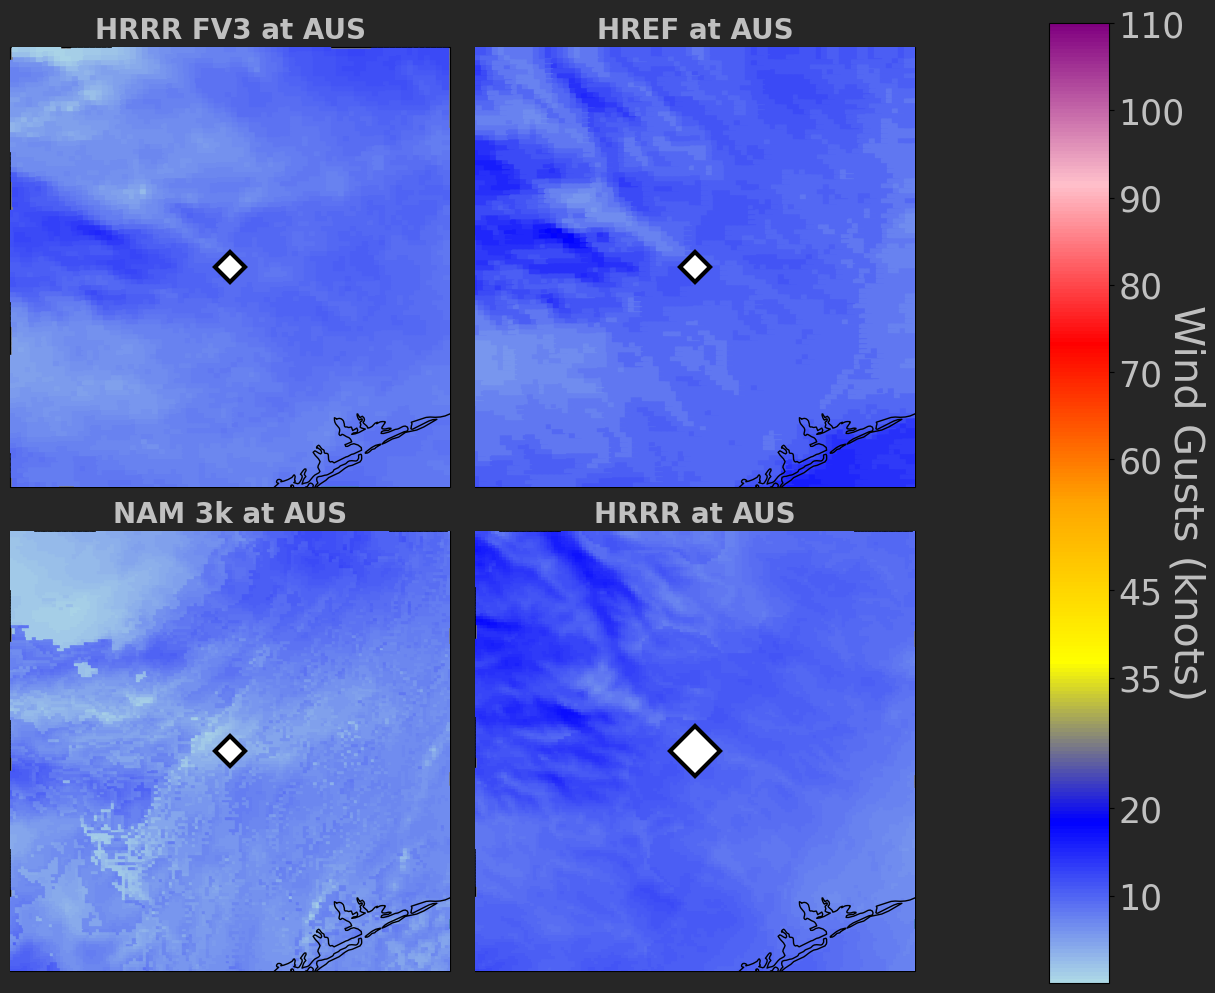 HRRR FV3 at AUS
HREF at AUS
NAM 3k at AUS
HRRR at AUS
110
100
90
80
70
60
45
35
20
10
Wind Gusts (knots)